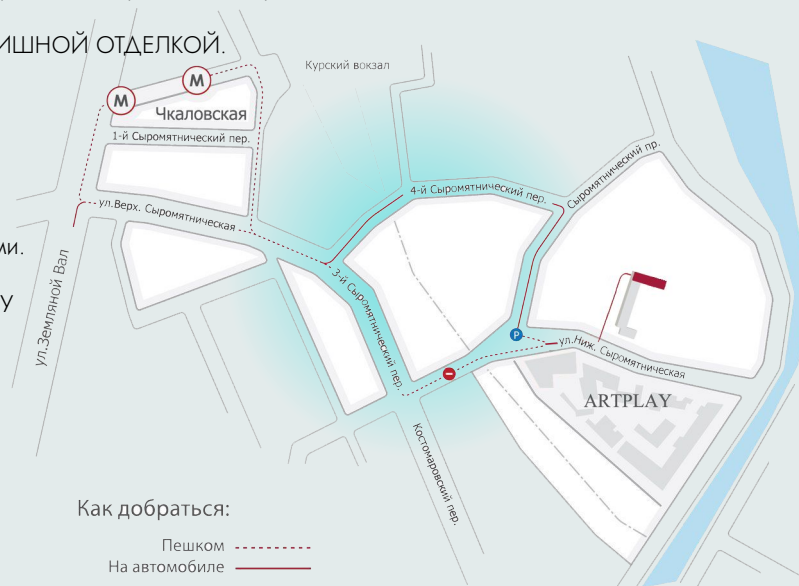 ИШНОЙ ОТДЕЛКОЙ.
Курский вокзал
М
М
Чкаловская
1-й Сыромятнический пер.
4-й Сыромятнический пер.
Сыромятнический пр.
ул.Верх. Сыромятническая
ми.
У
ул.Земляной Вал
3-й Сыромятнический пер.
P
ул.Ниж. Сыромятническая
ARTPLAY
Костомаровский пер.
Как добраться:
Пешком
На автомобиле